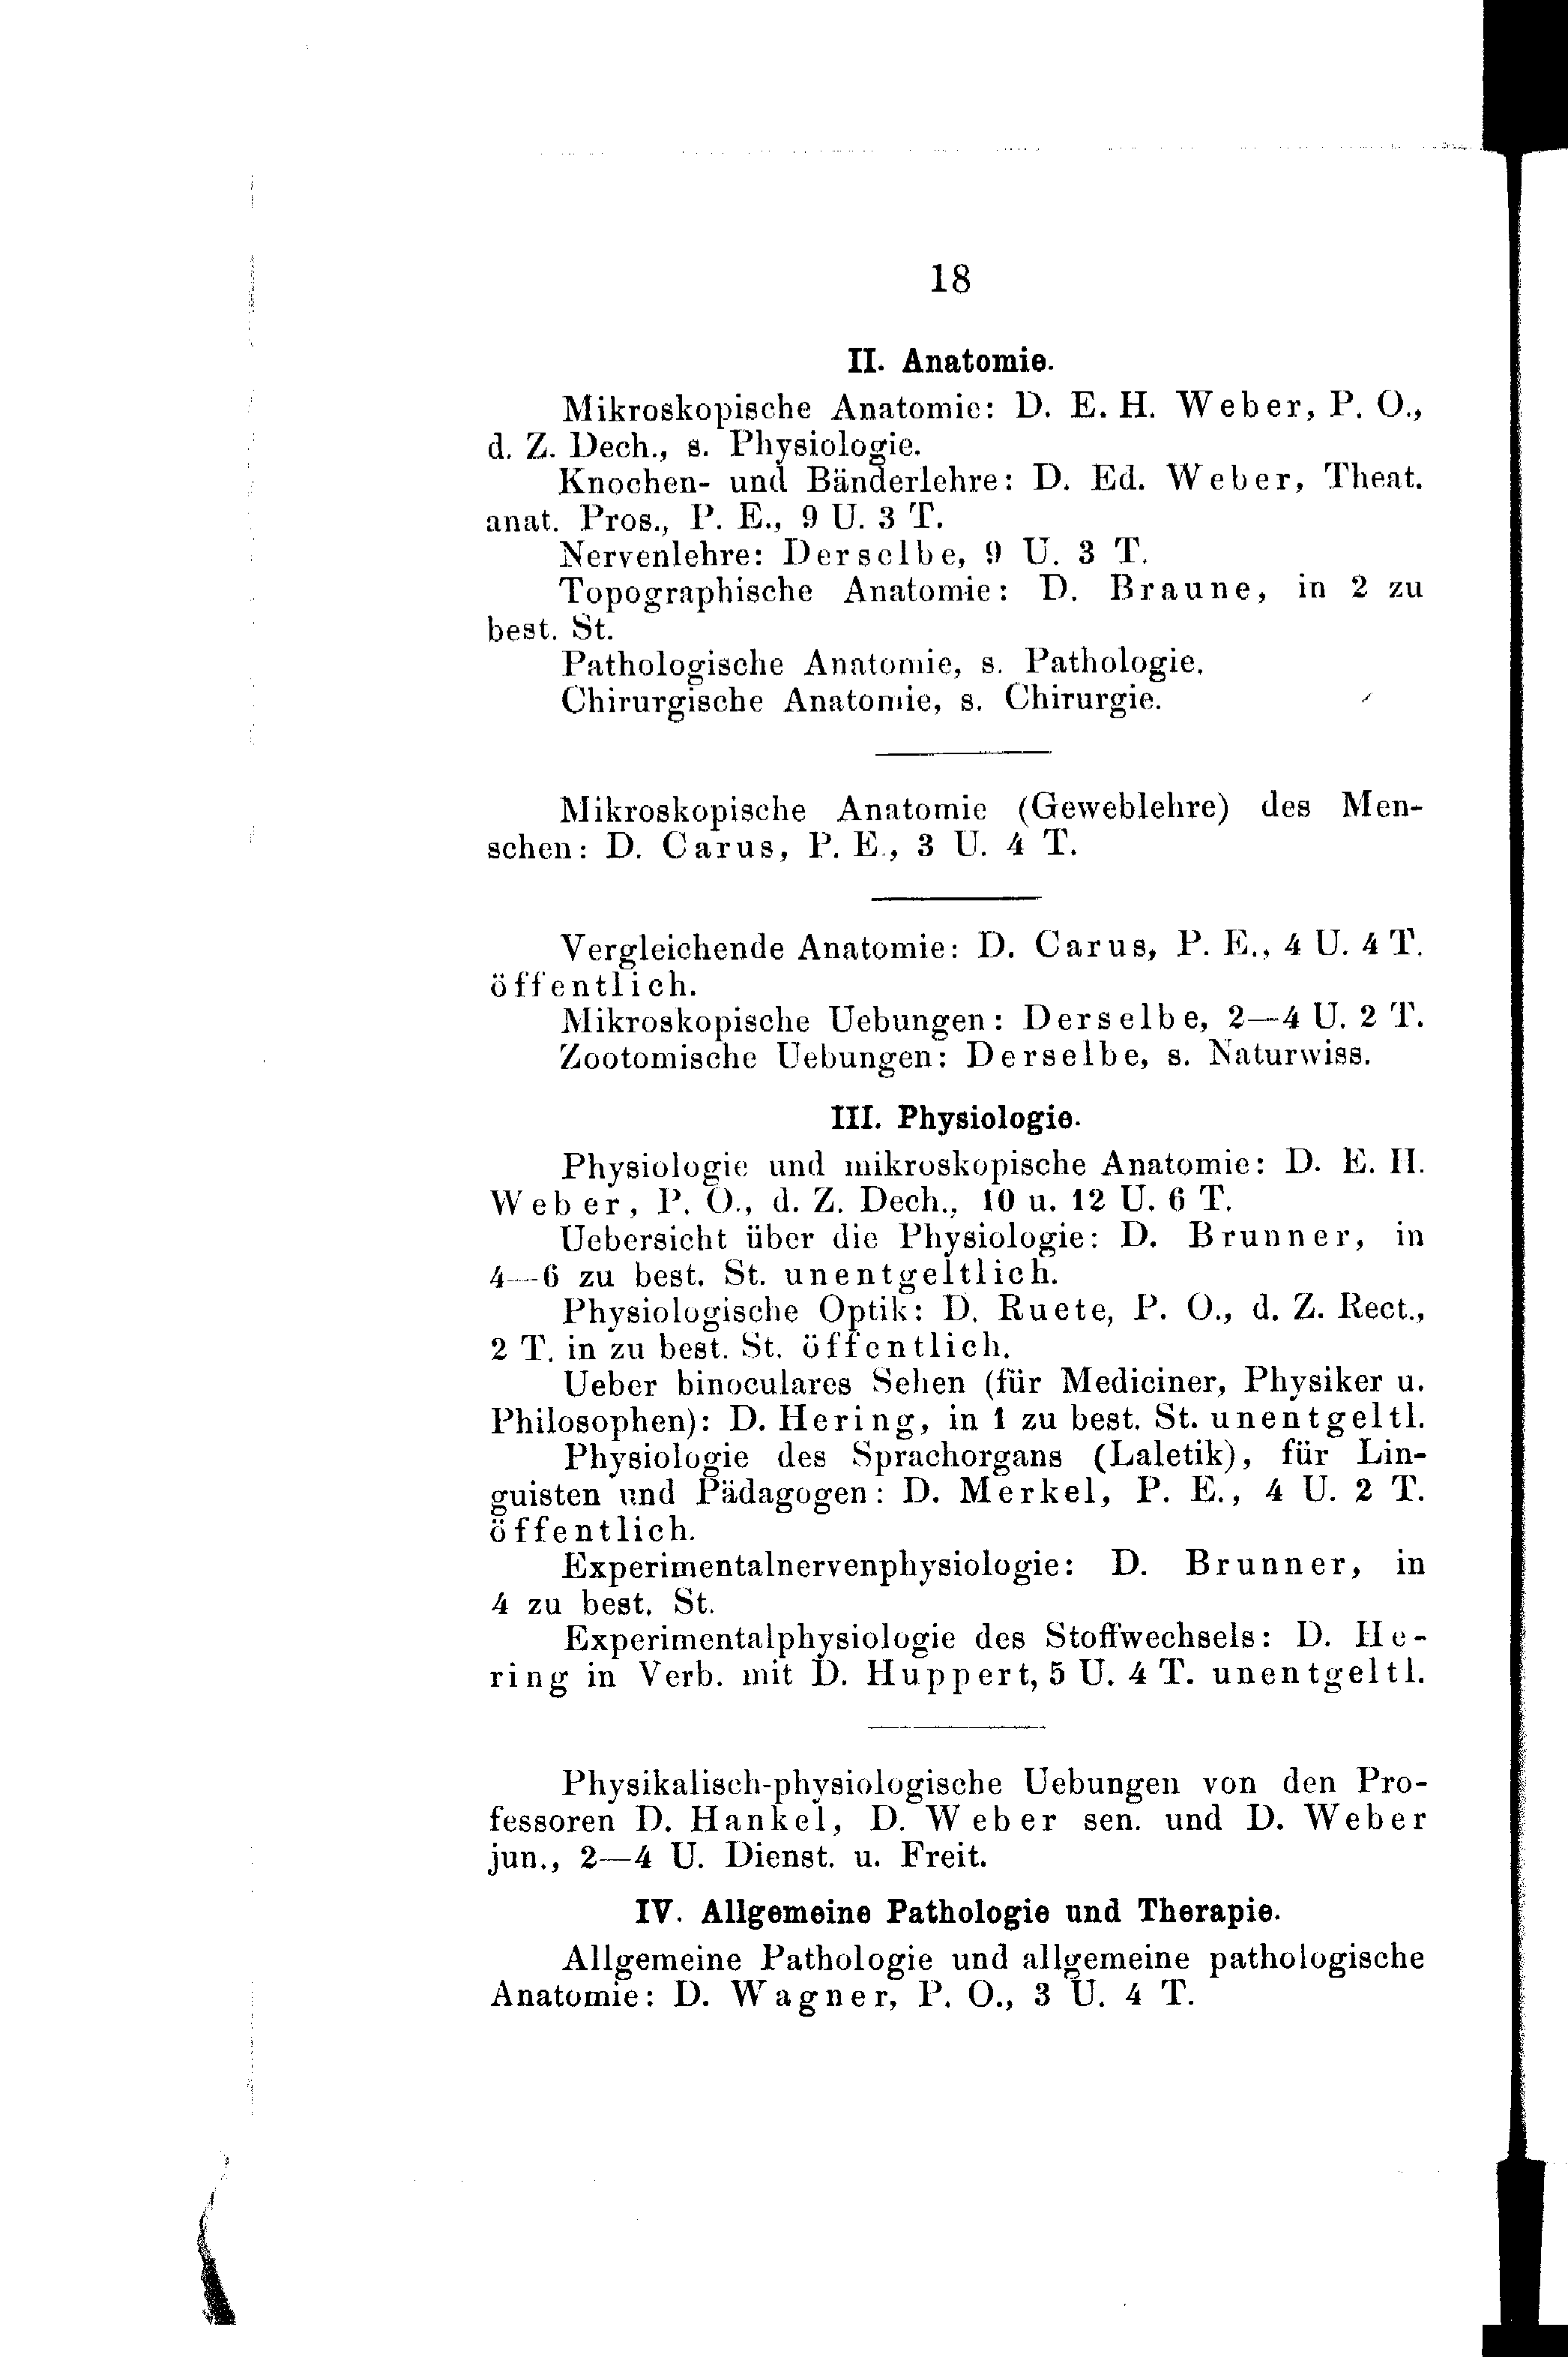 18
II. Anatomie.
Mikroskopische Anatomie: D. E. H. Weber, P. O.,
d. Z. Dech., s. Physiologie.
Knochen- und Bänderlehre: D. Ed. Weber, Theat.
anat. Pros., P. E., 9 U. 3 T.
Nervenlehre: Derselbe, 9 U. 3 T.
Topographische Anatomie: D. Braune, in 2 zu
best. St.
Pathologische Anatomie, s. Pathologie.
Chirurgische Anatomie, s. Chirurgie.
Mikroskopische Anatomie (Geweblehre) des Men-
schen: D. Carus, P. E., 3 U. 4 T.
Vergleichende Anatomie: D. Carus, P. E., 4 U. 4 T.
öffentlich.
Mikroskopische Uebungen: Derselbe, 2—4 U. 2 T.
Zootomische Uebungen: Derselbe, s. Naturwiss.
III. Physiologie.
Physiologie und mikroskopische Anatomie: D. E. H.
Weber, P. O., d. Z. Dech., 10 u. 12 U. 6 T.
Uebersicht über die Physiologie: D. Brunner, in
4—6 zu best. St. unentgeltlich.
Physiologische Optik: D. Ruete, P. O., d. Z. Rect.,
2 T. in zu best. St. öffentlich.
Ueber binoculares Sehen (für Mediciner, Physiker u.
Philosophen): D. Hering, in 1 zu best. St. unentgeltl.
Physiologie des Sprachorgans (Laletik), für Lin-
guisten und Pädagogen: D. Merkel, P. E., 4 U. 2 T.
öffentlich.
Experimentalnervenphysiologie: D. Brunner, in
4 zu best. St.
Experimentalphysiologie des Stoffwechsels: D. He-
ring in Verb. mit D. Huppert, 5 U. 4 T. unentgeltl.
Physikalisch-physiologische Uebungen von den Pro-
fessoren D. Hankel, D. Weber sen. und D. Weber
jun., 2—4 U. Dienst. u. Freit.
IV. Allgemeine Pathologie und Therapie.
Allgemeine Pathologie und allgemeine pathologische
Anatomie: D. Wagner, P. O., 3 U. 4 T.